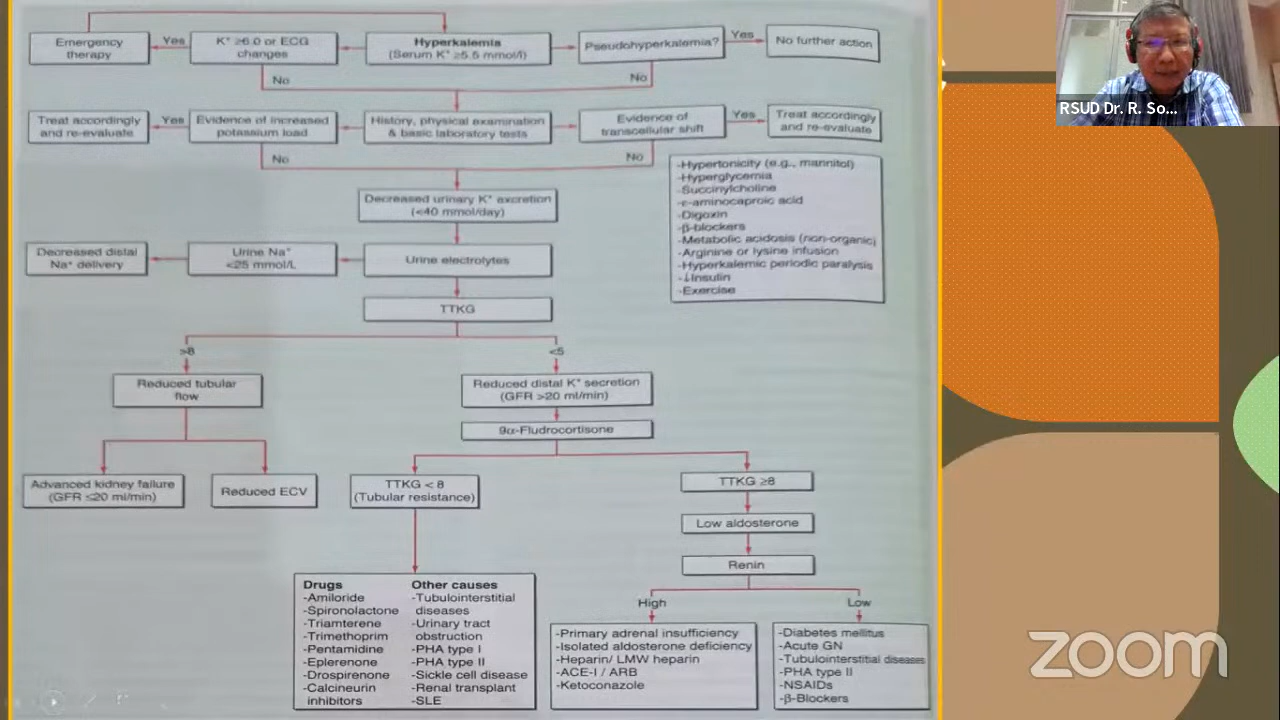 Emergency
therapy
Yes
K⁺ ≥6.0 or ECG
changes
Hyperkalemia
(Serum K⁺ ≥5.5 mmol/l)
Pseudohyperkalemia?
Yes
No further action
No
No
Treat accordingly
and re-evaluate
Yes
Evidence of increased
potassium load
History, physical examination
& basic laboratory tests
Evidence of
transcellular shift
Yes
Treat accordingly
and re-evaluate
No
No
-Hypertonicity (e.g., mannitol)
-Hyperglycemia
-Succinylcholine
-ε-aminocaproic acid
-Digoxin
-β-blockers
-Metabolic acidosis (non-organic)
-Arginine or lysine infusion
-Hyperkalemic periodic paralysis
-↓Insulin
-Exercise
Decreased urinary K⁺ excretion
(<40 mmol/day)
Decreased distal
Na⁺ delivery
Urine Na⁺
<25 mmol/L
Urine electrolytes
TTKG
>8
<5
Reduced tubular
flow
Reduced distal K⁺ secretion
(GFR >20 ml/min)
9α-Fludrocortisone
Advanced kidney failure
(GFR ≤20 ml/min)
Reduced ECV
TTKG < 8
(Tubular resistance)
TTKG ≥8
Low aldosterone
Renin
High
Low
Drugs
-Amiloride
-Spironolactone
-Triamterene
-Trimethoprim
-Pentamidine
-Eplerenone
-Drospirenone
-Calcineurin
inhibitors
Other causes
-Tubulointerstitial
diseases
-Urinary tract
obstruction
-PHA type I
-PHA type II
-Sickle cell disease
-Renal transplant
-SLE
-Primary adrenal insufficiency
-Isolated aldosterone deficiency
-Heparin/ LMW heparin
-ACE-I / ARB
-Ketoconazole
-Diabetes mellitus
-Acute GN
-Tubulointerstitial diseases
-PHA type II
-NSAIDs
-β-Blockers
RSUD Dr. R. So...
zoom